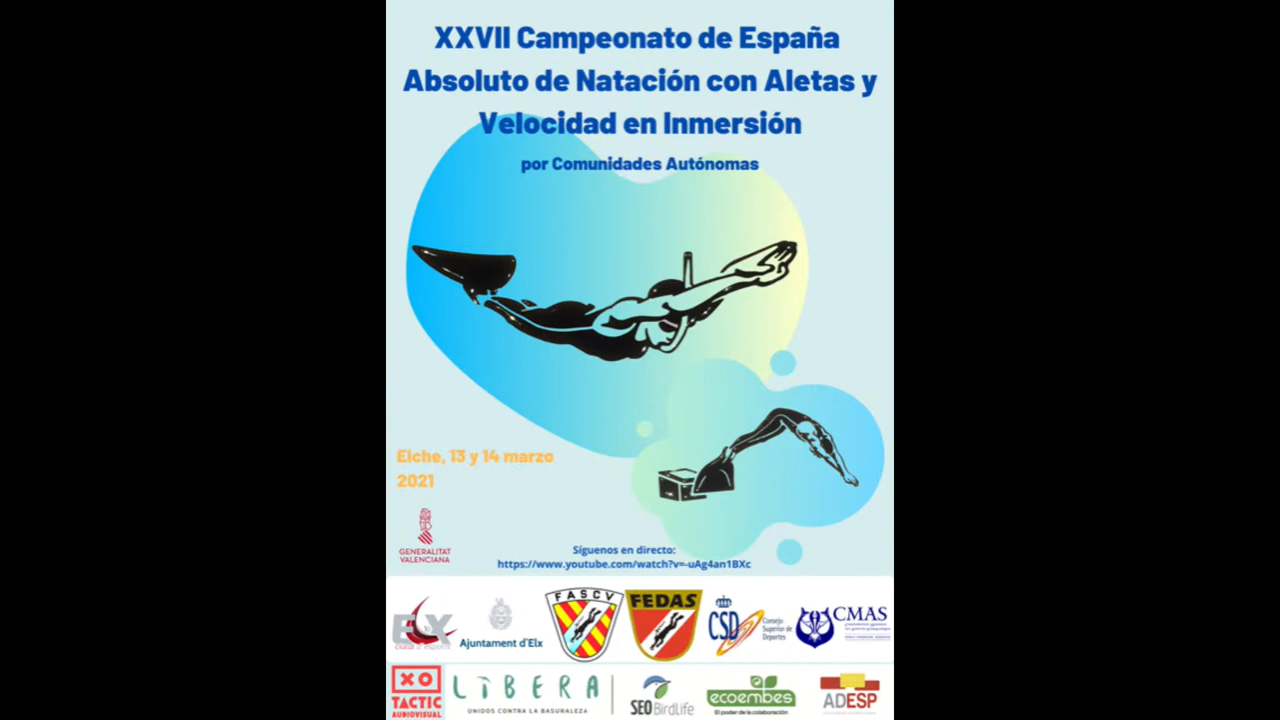 XXVII Campeonato de España
Absoluto de Natación con Aletas y
Velocidad en Inmersión
por Comunidades Autónomas
Elche, 13 y 14 marzo
2021
GENERALITAT
VALENCIANA
Síguenos en directo:
https://www.youtube.com/watch?v=-uAg4an1BXc
ELX
Ajuntament d'Elx
FASCV
FEDAS
CSD
Consejo
Superior de
Deportes
CMAS
XO
TACTIC
AUDIOVISUAL
LIBERA
UNIDOS CONTRA LA BASURALEZA
SEO BirdLife
ecoembes
El poder de la colaboración
ADESP